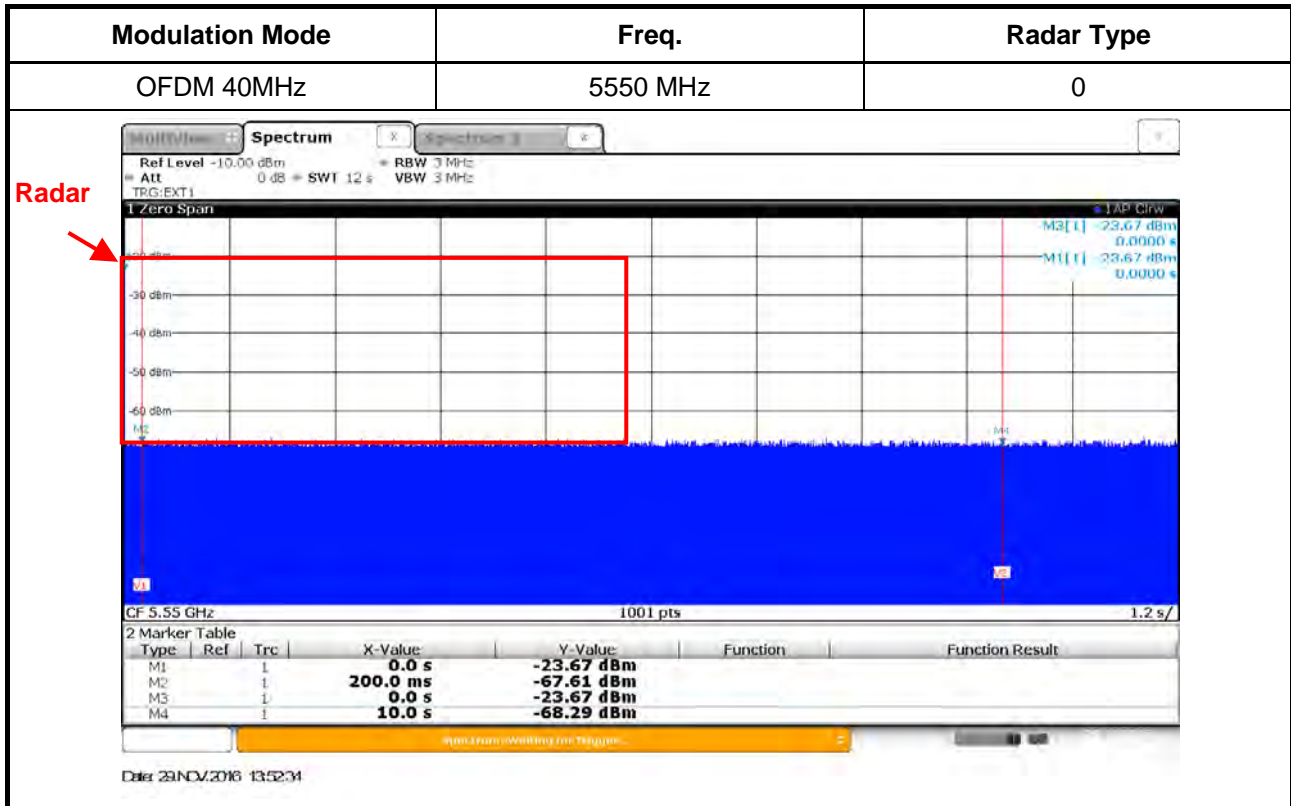 Modulation Mode Freq. Radar Type
OFDM 40MHz 5550 MHz 0
MultiView Spectrum X Spectrum X
Ref Level -10.00 dBm RBW 3 MHz
Att 0 dB SWT 12 s VBW 3 MHz
TRG:EXT1
Radar
1 Zero Span 1AP Clrw
M3[1] -23.67 dBm
0.0000 s
-20 dBm
M1[1] -23.67 dBm
0.0000 s
-30 dBm
-40 dBm
-50 dBm
-60 dBm
M2 M4
V1 V2
CF 5.55 GHz 1001 pts 1.2 s/
2 Marker Table
Type Ref Trc X-Value Y-Value Function Function Result
M1 1 0.0 s -23.67 dBm
M2 1 200.0 ms -67.61 dBm
M3 1 0.0 s -23.67 dBm
M4 1 10.0 s -68.29 dBm
Date: 29.NOV.2016 13:52:34